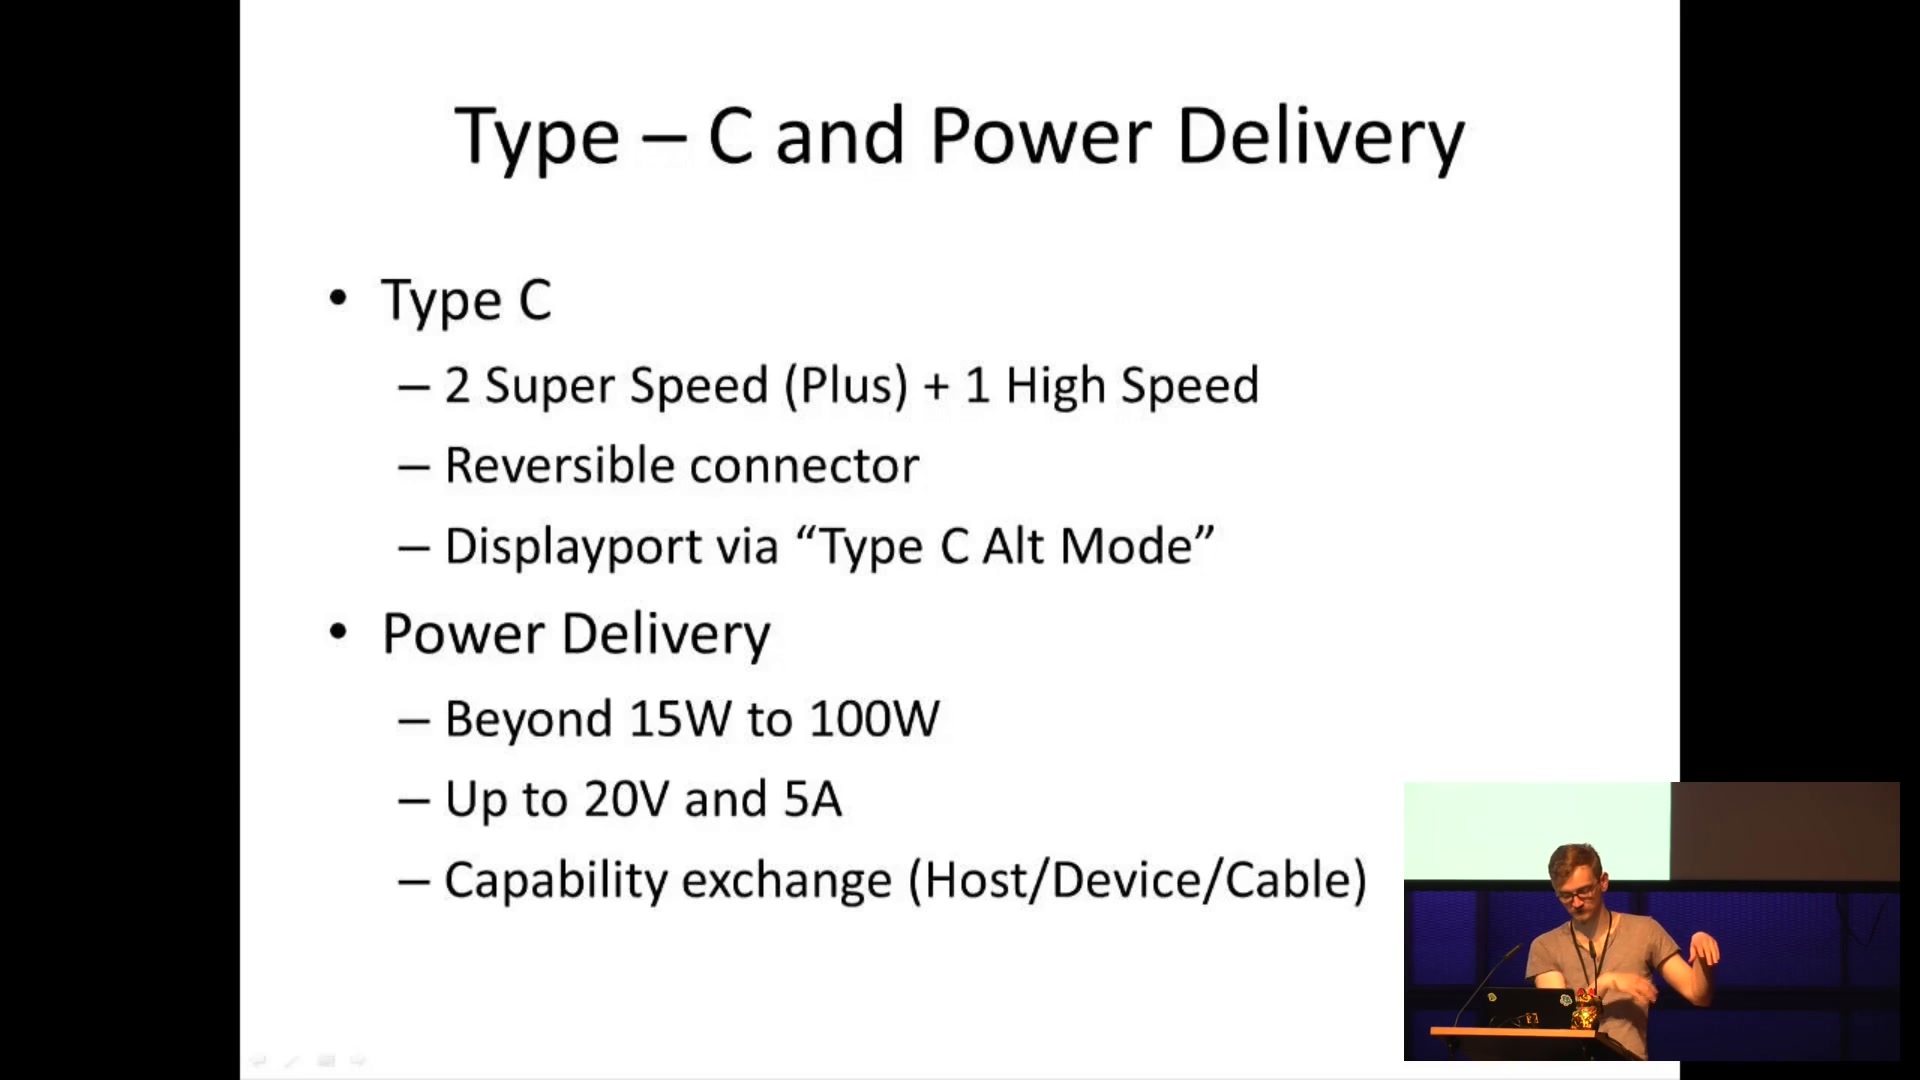 Type – C and Power Delivery
• Type C
– 2 Super Speed (Plus) + 1 High Speed
– Reversible connector
– Displayport via “Type C Alt Mode”
• Power Delivery
– Beyond 15W to 100W
– Up to 20V and 5A
– Capability exchange (Host/Device/Cable)